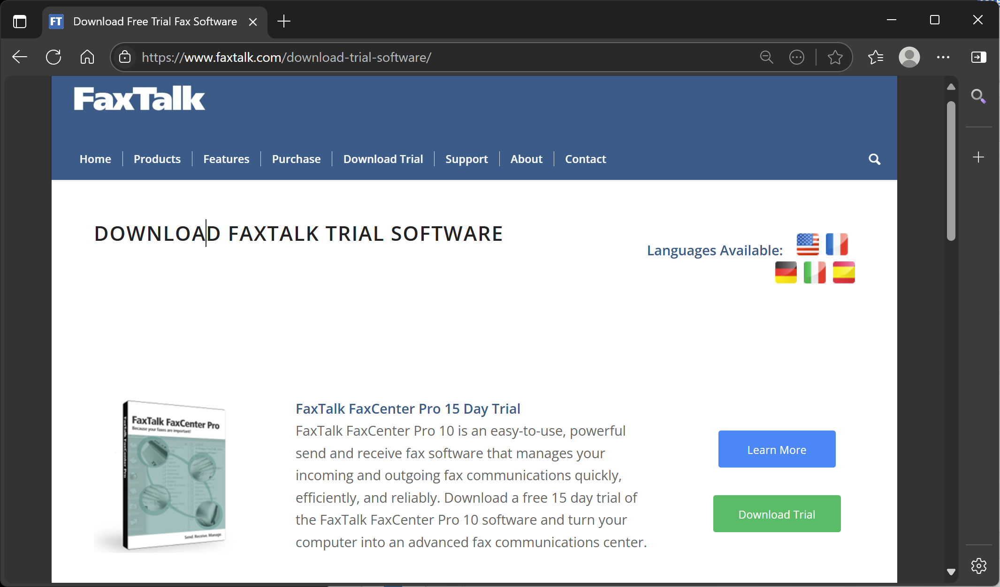 FT Download Free Trial Fax Software
https://www.faxtalk.com/download-trial-software/
FaxTalk
Home Products Features Purchase Download Trial Support About Contact
DOWNLOAD FAXTALK TRIAL SOFTWARE
Languages Available:
FaxTalk FaxCenter Pro
Because your faxes are important!
FaxTalk FaxCenter Pro
Send. Receive. Manage.
FaxTalk FaxCenter Pro 15 Day Trial
FaxTalk FaxCenter Pro 10 is an easy-to-use, powerful
send and receive fax software that manages your
incoming and outgoing fax communications quickly,
efficiently, and reliably. Download a free 15 day trial of
the FaxTalk FaxCenter Pro 10 software and turn your
computer into an advanced fax communications center.
Learn More
Download Trial